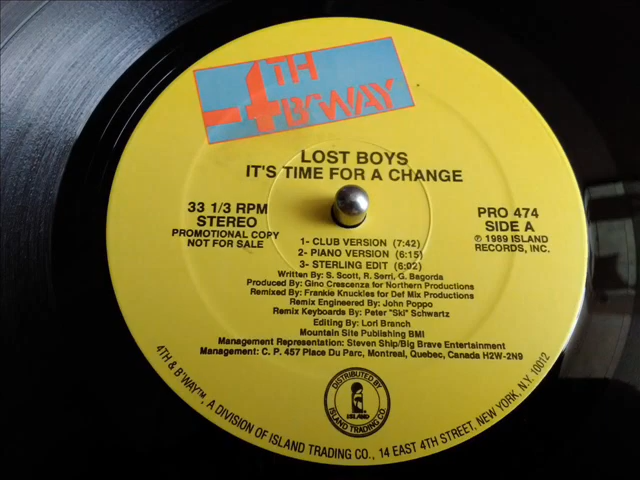 4TH
B'WAY
LOST BOYS
IT'S TIME FOR A CHANGE
33 1/3 RPM
STEREO
PROMOTIONAL COPY
NOT FOR SALE
PRO 474
SIDE A
℗ 1989 ISLAND
RECORDS, INC.
1- CLUB VERSION (7:42)
2- PIANO VERSION (6:15)
3- STERLING EDIT (6:02)
Written By: S. Scott, R. Serri, G. Bagorda
Produced By: Gino Crescenza for Northern Productions
Remixed By: Frankie Knuckles for Def Mix Productions
Remix Engineered By: John Poppo
Remix Keyboards By: Peter "Ski" Schwartz
Editing By: Lori Branch
Mountain Site Publishing BMI
Management Representation: Steven Ship/Big Brave Entertainment
Management: C. P. 457 Place Du Parc, Montreal, Quebec, Canada H2W-2N9
DISTRIBUTED BY
ISLAND
ISLAND TRADING CO.
4TH & B'WAY™, A DIVISION OF ISLAND TRADING CO., 14 EAST 4TH STREET, NEW YORK, N.Y. 10012